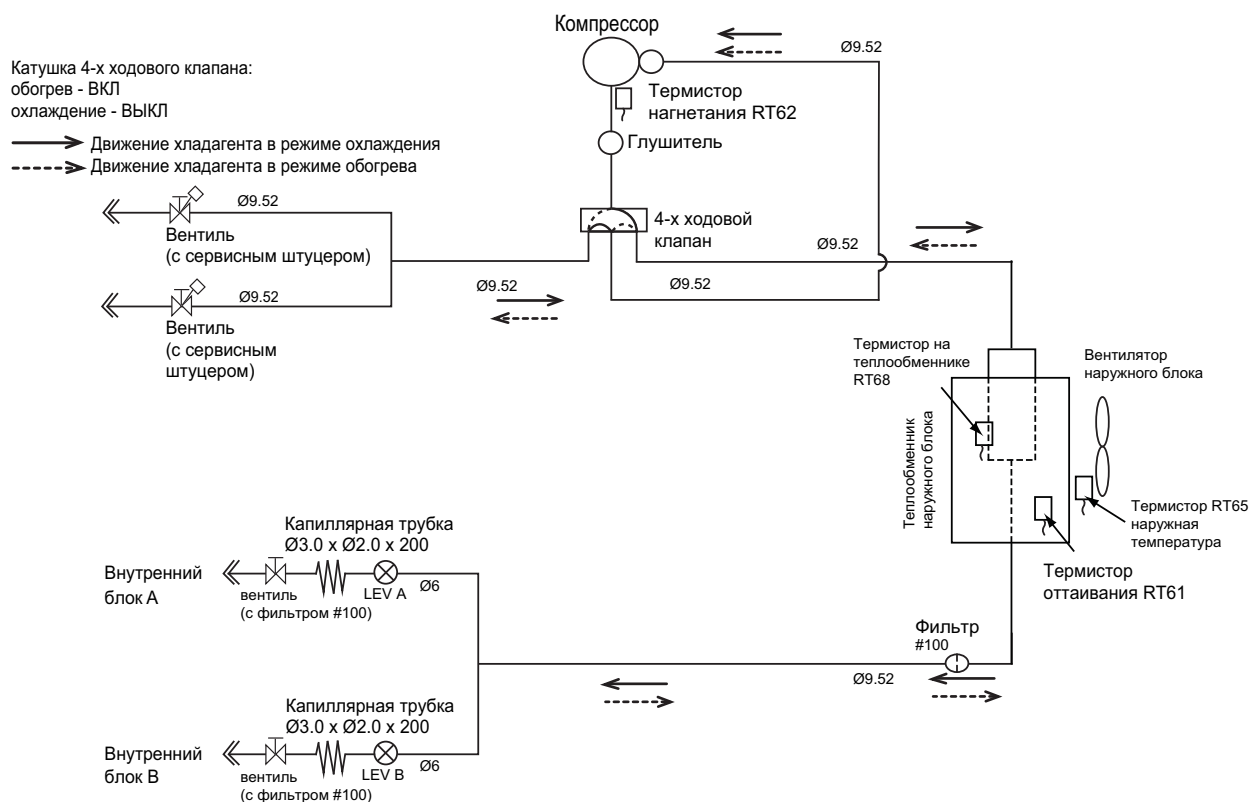 Компрессор
Ø9.52
Катушка 4-х ходового клапана:
обогрев - ВКЛ
охлаждение - ВЫКЛ
Термистор
нагнетания RT62
Движение хладагента в режиме охлаждения
Движение хладагента в режиме обогрева
Глушитель
Ø9.52
Вентиль
(с сервисным штуцером)
4-х ходовой
клапан
Ø9.52
Ø9.52
Ø9.52
Ø9.52
Вентиль
(с сервисным
штуцером)
Термистор на
теплообменнике
RT68
Вентилятор
наружного блока
Теплообменник
наружного блока
Термистор RT65
наружная
температура
Термистор
оттаивания RT61
Капиллярная трубка
Ø3.0 x Ø2.0 x 200
Внутренний
блок A
вентиль
(с фильтром #100)
LEV A
Ø6
Фильтр
#100
Ø9.52
Капиллярная трубка
Ø3.0 x Ø2.0 x 200
Внутренний
блок B
вентиль
(с фильтром #100)
LEV B
Ø6